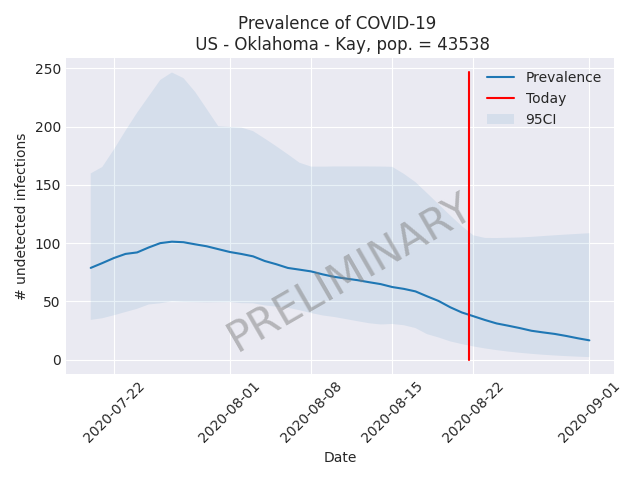 Prevalence of COVID-19
US - Oklahoma - Kay, pop. = 43538
# undetected infections
250
200
150
100
50
0
Prevalence
Today
95CI
PRELIMINARY
2020-07-22
2020-08-01
2020-08-08
2020-08-15
2020-08-22
2020-09-01
Date